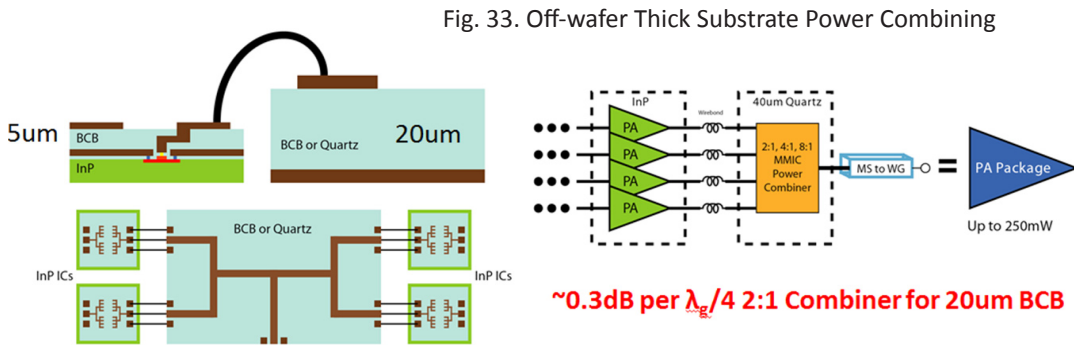 Fig. 33. Off-wafer Thick Substrate Power Combining
5um
BCB
InP
BCB or Quartz
20um
BCB or Quartz
InP ICs
InP ICs
InP
Wirebond
40um Quartz
PA
PA
PA
PA
2:1, 4:1, 8:1
MMIC
Power
Combiner
MS to WG
=
PA Package
Up to 250mW
~0.3dB per λg/4 2:1 Combiner for 20um BCB